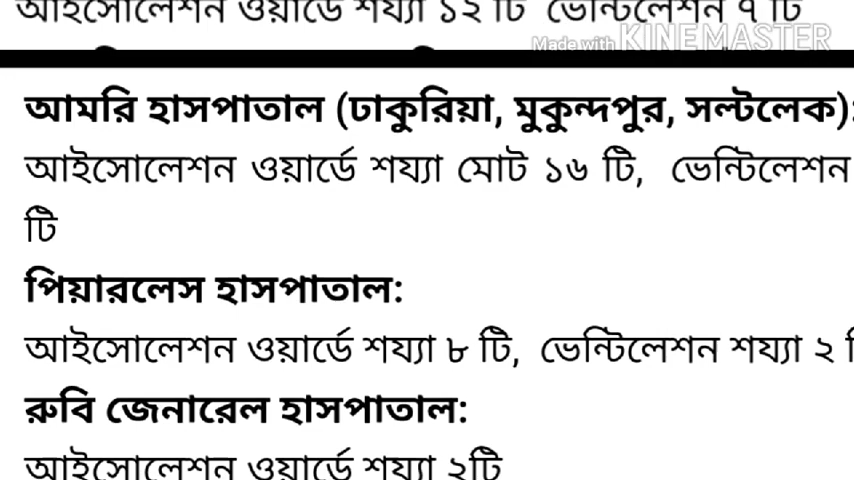 আইসোলেশন ওয়ার্ডে শয্যা ১২ টি ভেন্টিলেশন ৭ টি
Made with KINEMASTER
আমরি হাসপাতাল (ঢাকুরিয়া, মুকুন্দপুর, সল্টলেক):
আইসোলেশন ওয়ার্ডে শয্যা মোট ১৬ টি, ভেন্টিলেশন
টি
পিয়ারলেস হাসপাতাল:
আইসোলেশন ওয়ার্ডে শয্যা ৮ টি, ভেন্টিলেশন শয্যা ২
রুবি জেনারেল হাসপাতাল:
আইসোলেশন ওয়ার্ডে শয্যা ২টি